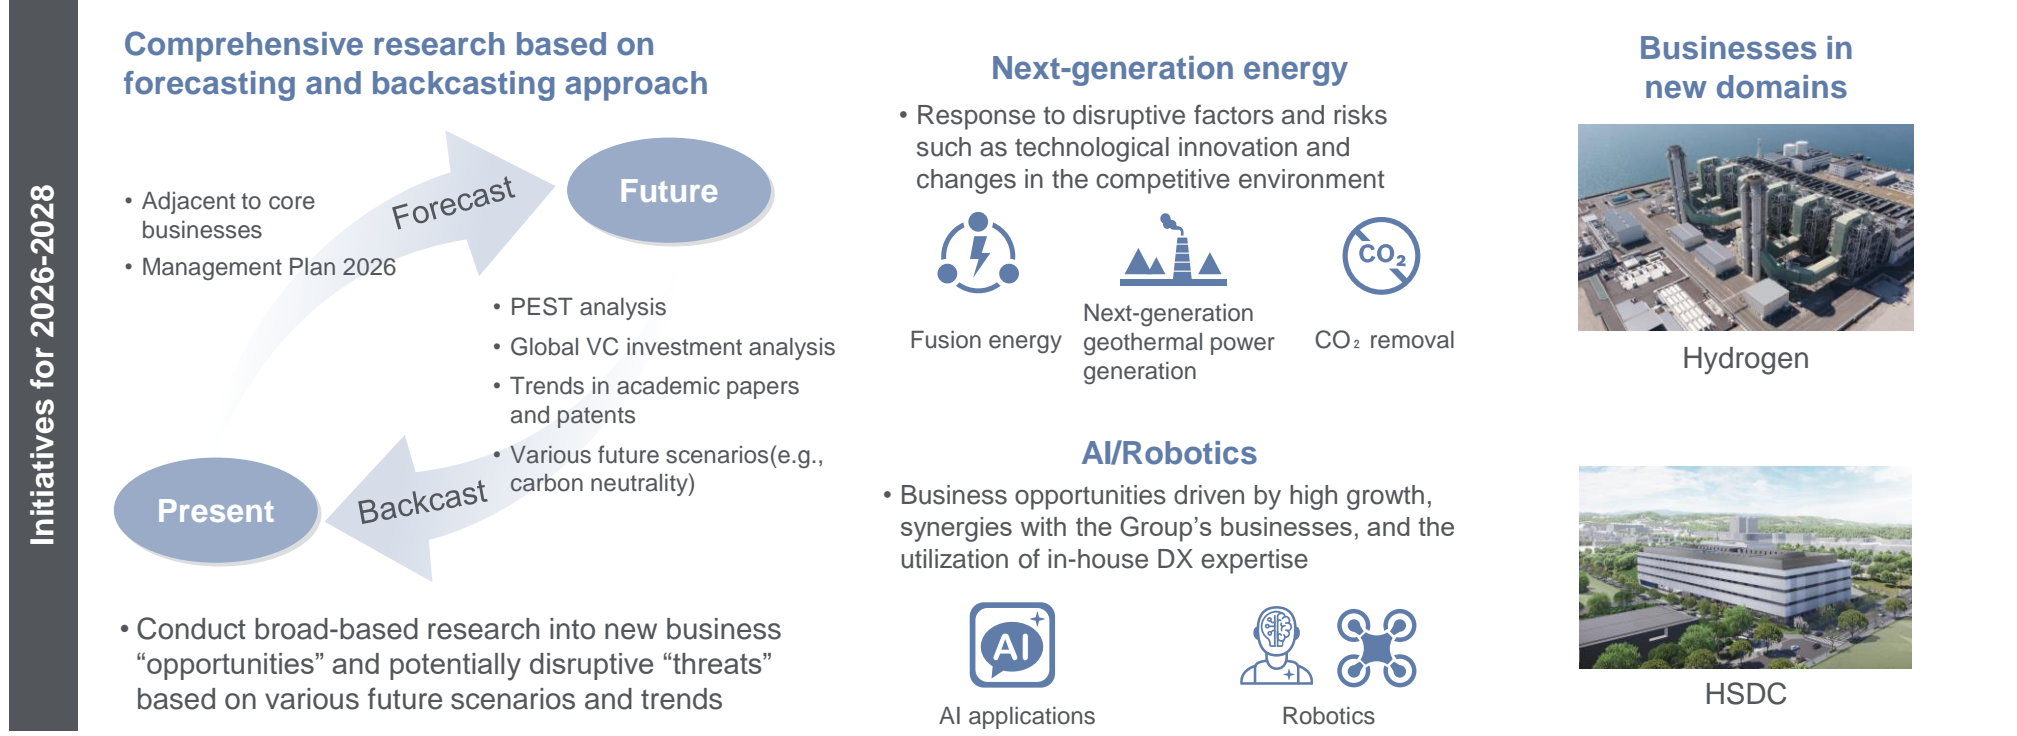 Initiatives for 2026-2028
Comprehensive research based on
forecasting and backcasting approach
• Adjacent to core
businesses
• Management Plan 2026
Forecast
Future
• PEST analysis
• Global VC investment analysis
• Trends in academic papers
and patents
• Various future scenarios(e.g.,
carbon neutrality)
Backcast
Present
• Conduct broad-based research into new business
“opportunities” and potentially disruptive “threats”
based on various future scenarios and trends
Next-generation energy
• Response to disruptive factors and risks
such as technological innovation and
changes in the competitive environment
CO₂
Fusion energy
Next-generation
geothermal power
generation
CO₂ removal
AI/Robotics
• Business opportunities driven by high growth,
synergies with the Group’s businesses, and the
utilization of in-house DX expertise
AI
AI applications
Robotics
Businesses in
new domains
Hydrogen
HSDC